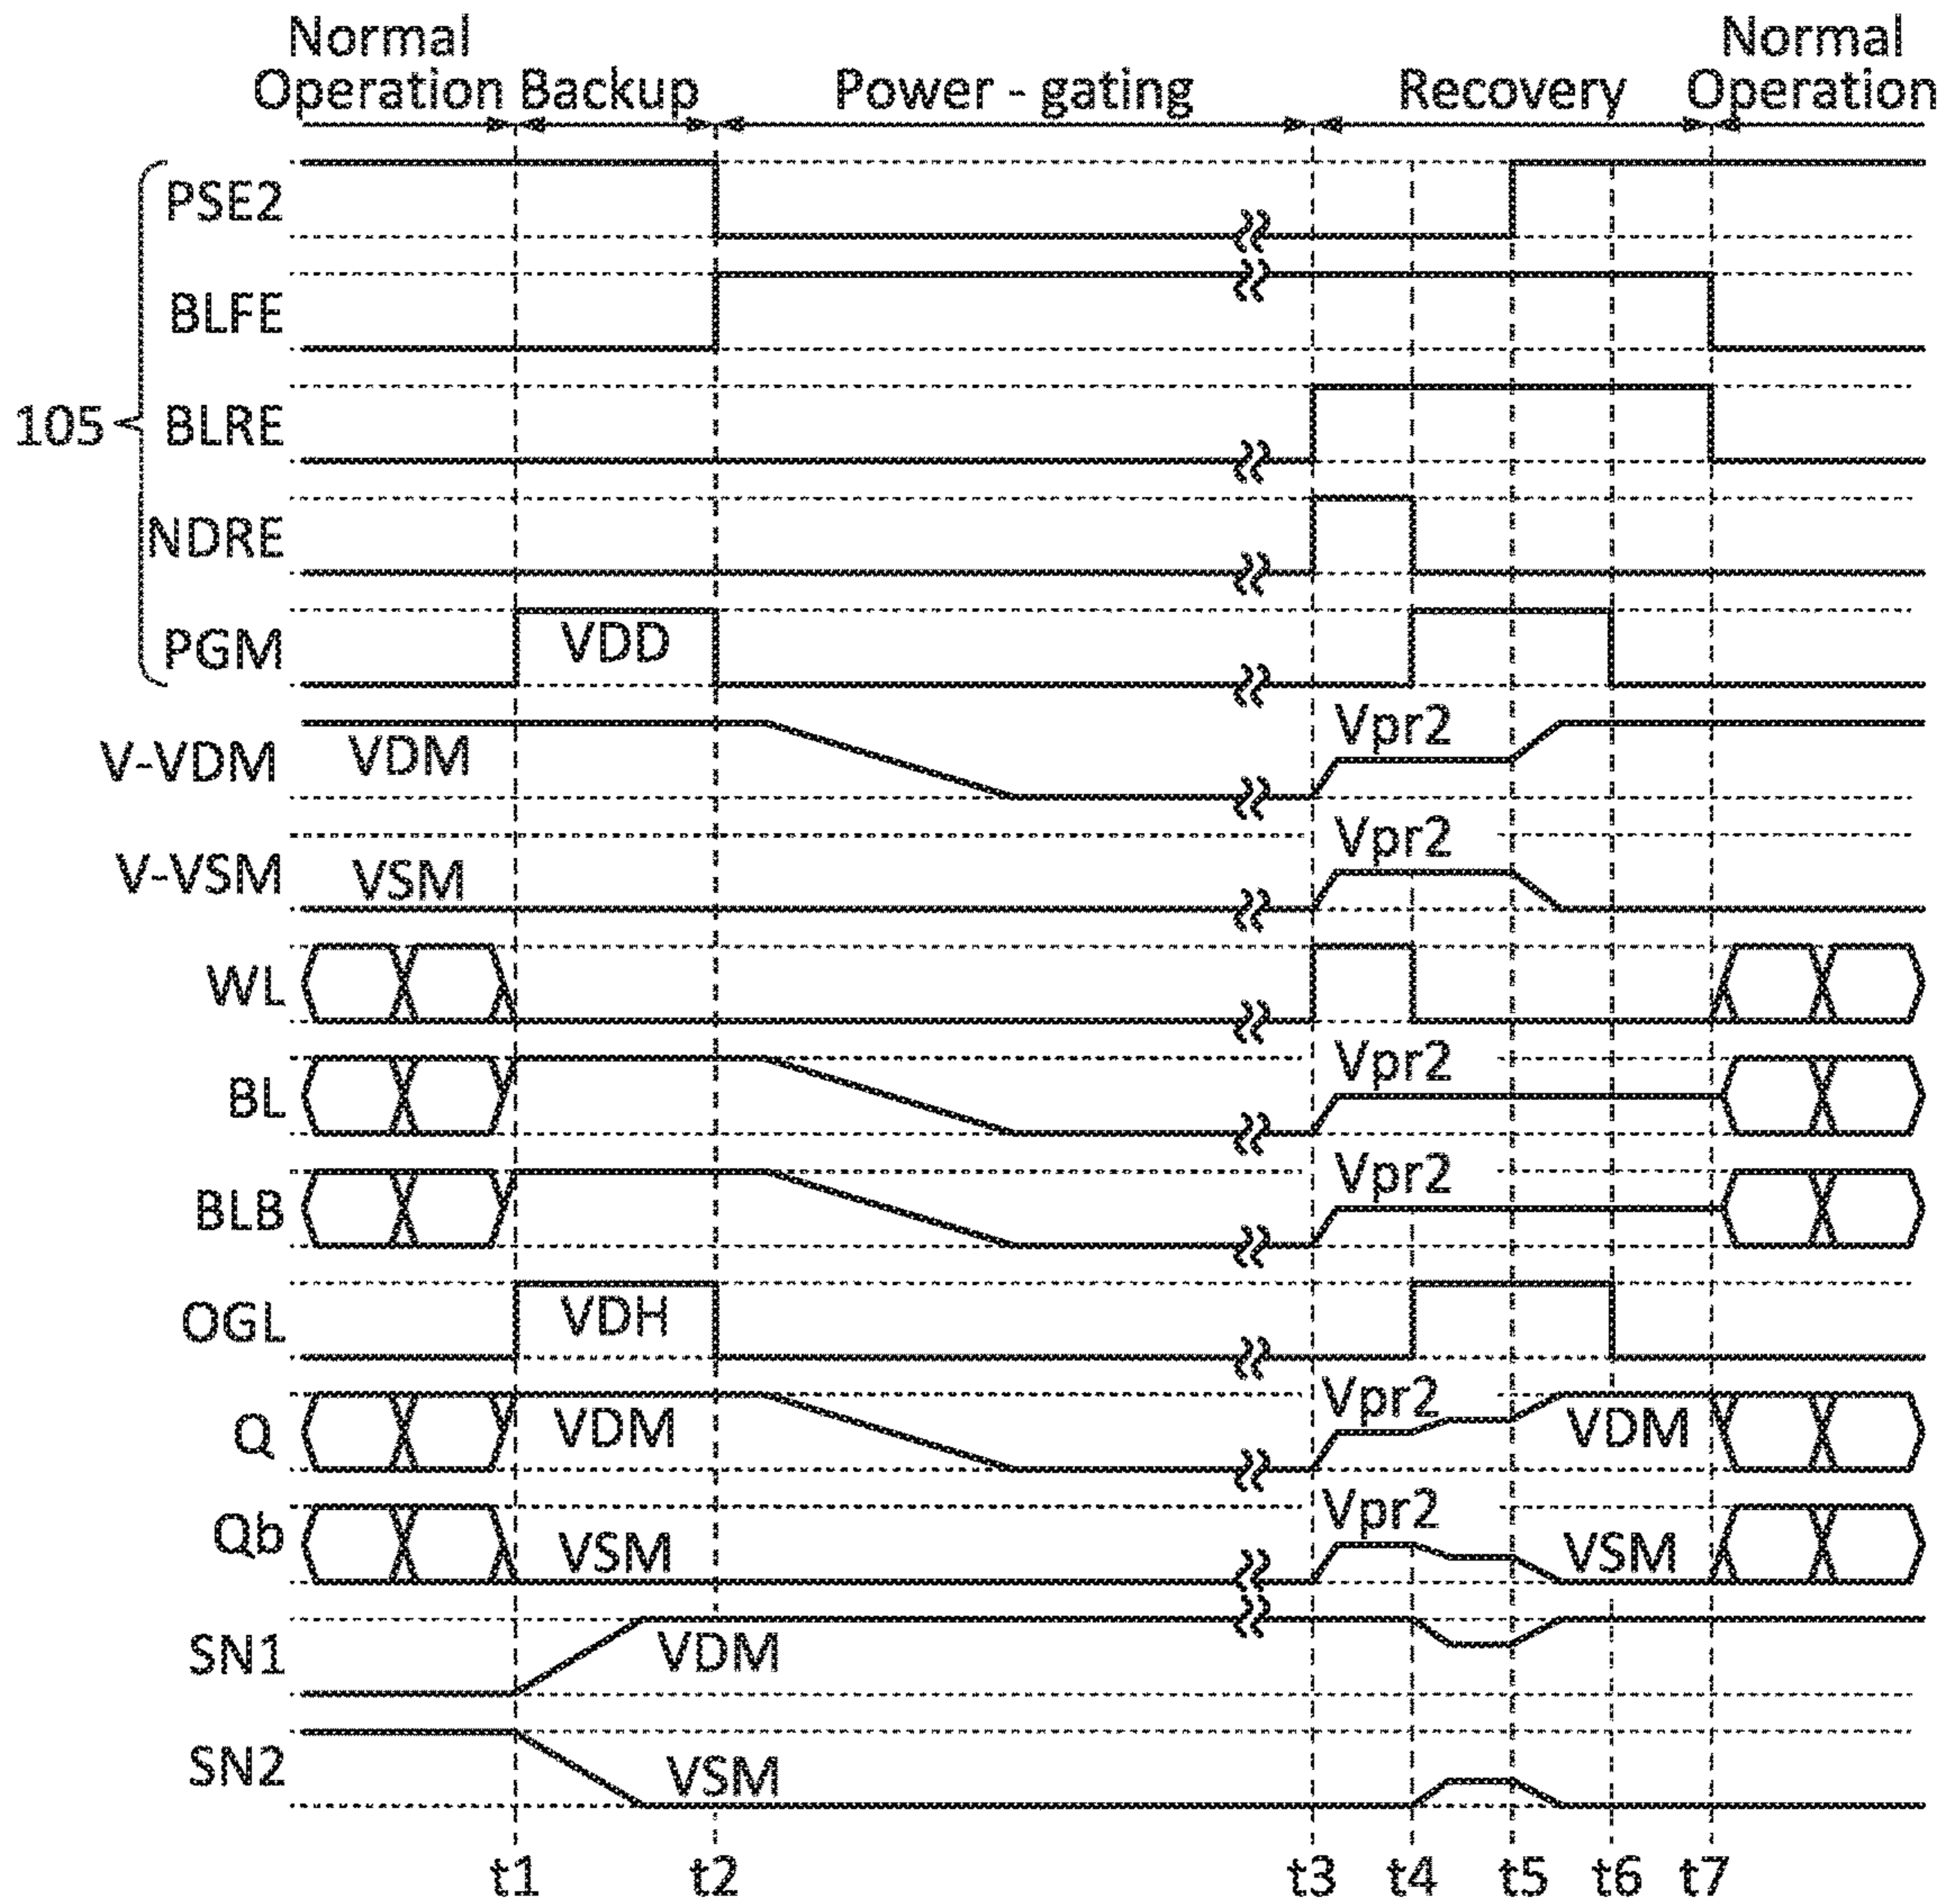 Normal
Operation Backup Power - gating Recovery Normal
Operation
105
PSE2
BLFE
BLRE
NDRE
PGM VDD
V-VDM VDM Vpr2
V-VSM VSM Vpr2
WL
BL Vpr2
BLB Vpr2
OGL VDH
Q VDM Vpr2 VDM
Qb VSM Vpr2 VSM
SN1 VDM
SN2 VSM
t1 t2 t3 t4 t5 t6 t7